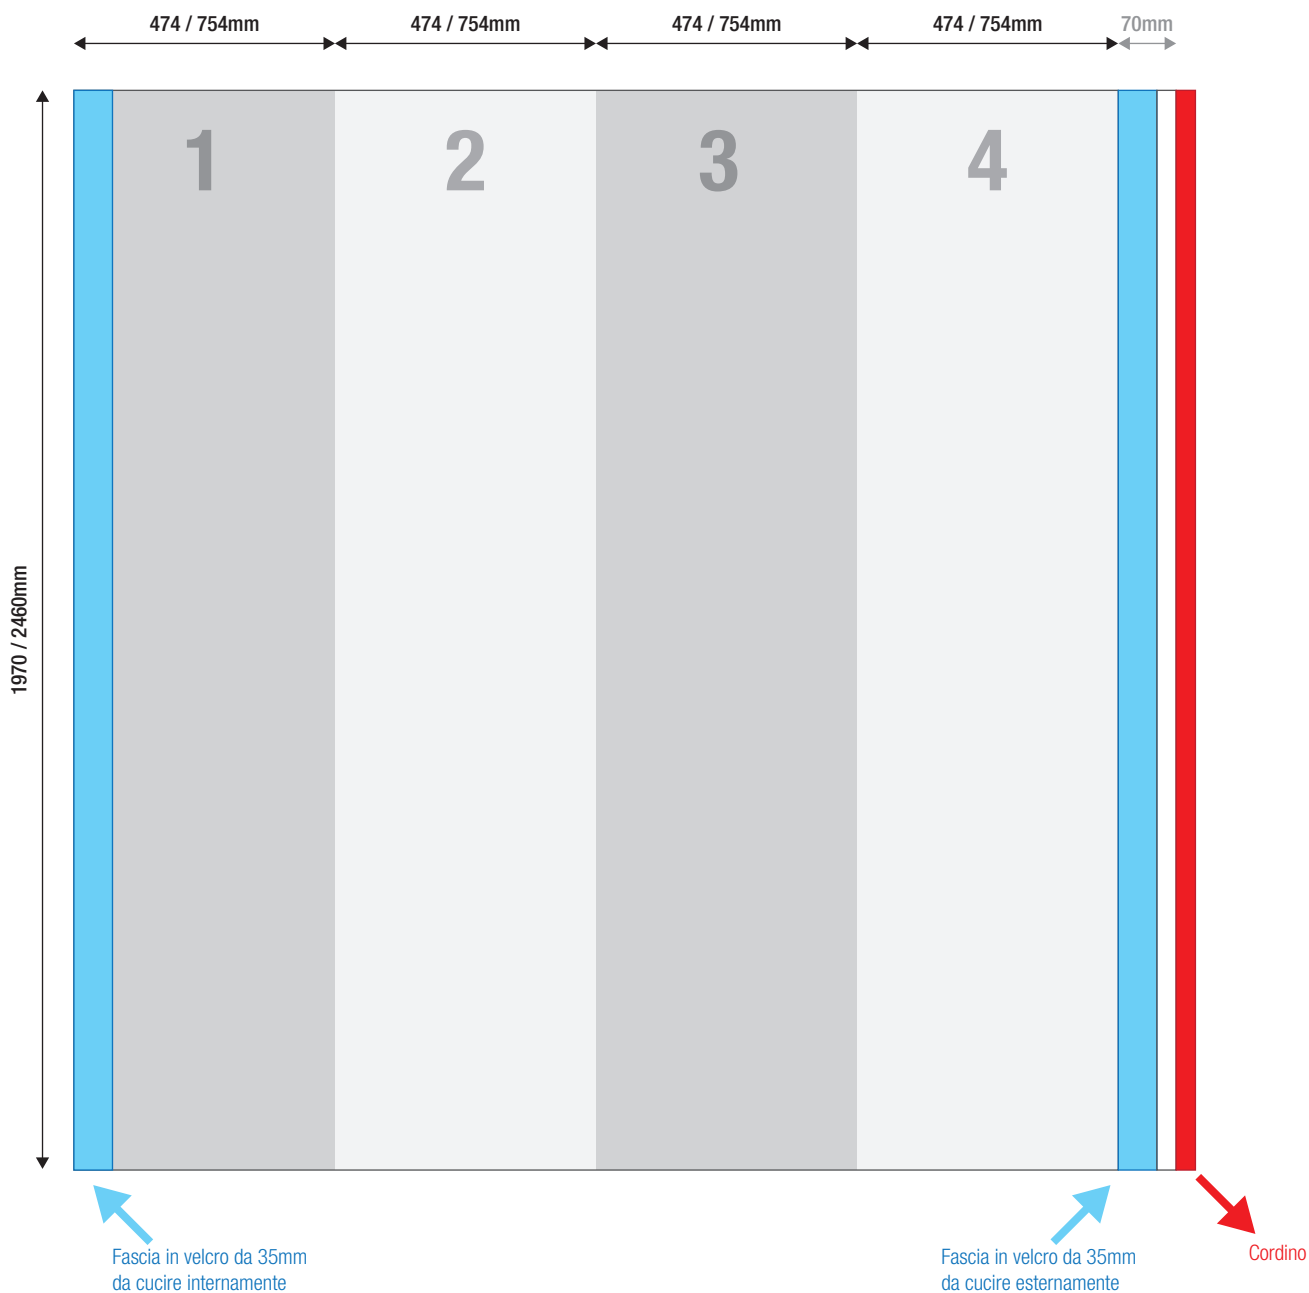 474 / 754mm
474 / 754mm
474 / 754mm
474 / 754mm
70mm
1
2
3
4
1970 / 2460mm
Fascia in velcro da 35mm
da cucire internamente
Fascia in velcro da 35mm
da cucire esternamente
Cordino